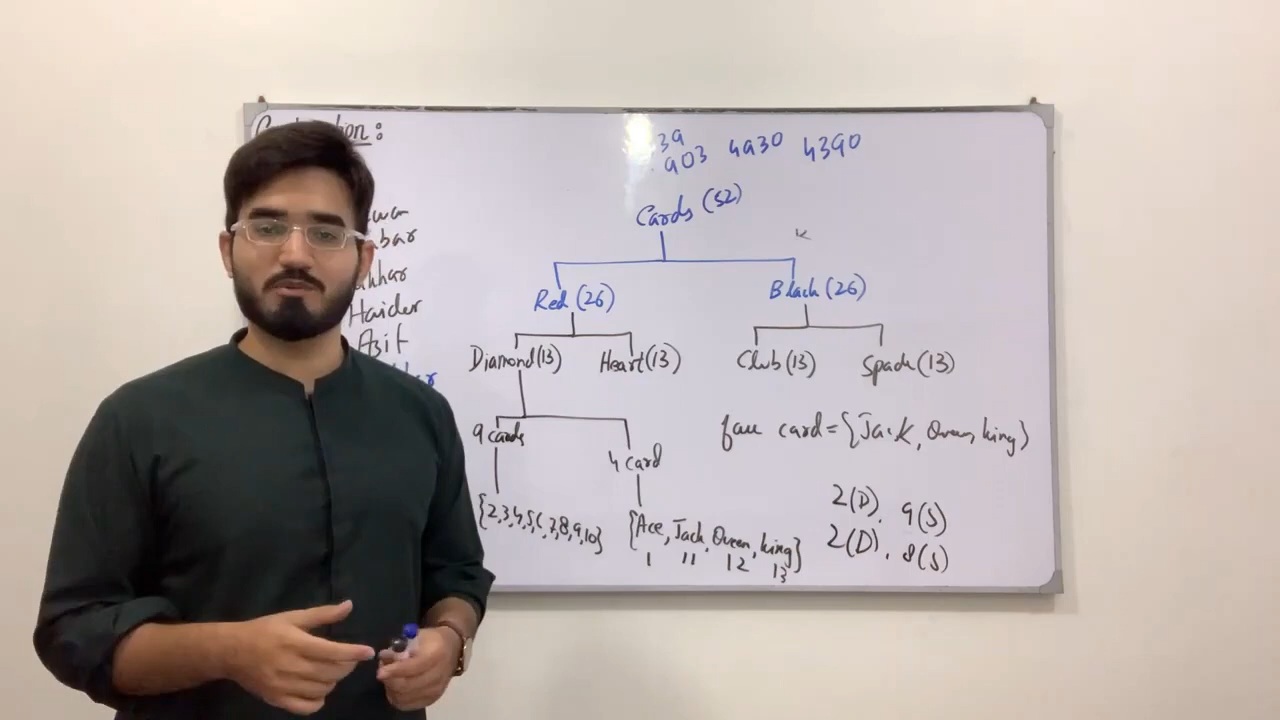 39
903 4930 4390
Cards (52)
K
Red (26) Black (26)
Diamond (13) Heart (13) Club (13) Spade (13)
9 cards 4 card
{2,3,4,5,6,7,8,9,10}
{Ace, Jack, Queen, king}
1 11 12 13
face card = {Jack, Queen, king}
2(D), 9(S)
2(D), 8(S)
Haider
Asif